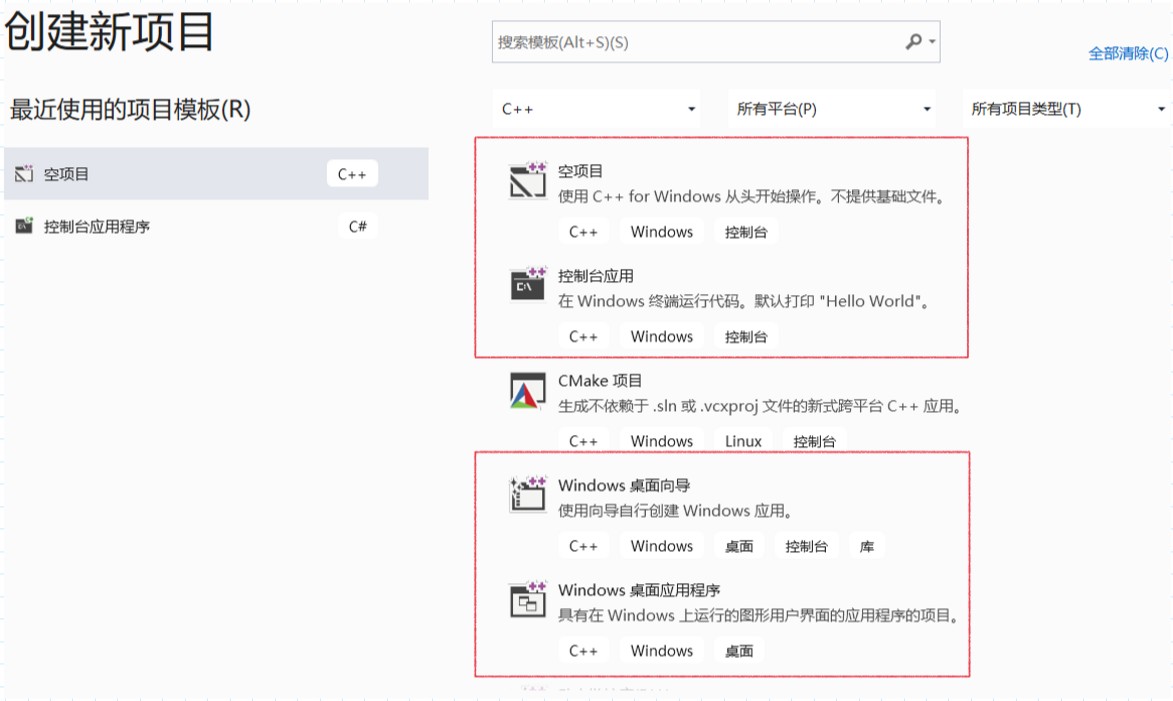 创建新项目
搜索模板(Alt+S)(S)
全部清除(C)
最近使用的项目模板(R)
C++
所有平台(P)
所有项目类型(T)
空项目
C++
控制台应用程序
C#
空项目
使用 C++ for Windows 从头开始操作。不提供基础文件。
C++ Windows 控制台
控制台应用
在 Windows 终端运行代码。默认打印 "Hello World"。
C++ Windows 控制台
CMake 项目
生成不依赖于 .sln 或 .vcxproj 文件的新式跨平台 C++ 应用。
C++ Windows Linux 控制台
Windows 桌面向导
使用向导自行创建 Windows 应用。
C++ Windows 桌面 控制台 库
Windows 桌面应用程序
具有在 Windows 上运行的图形用户界面的应用程序的项目。
C++ Windows 桌面